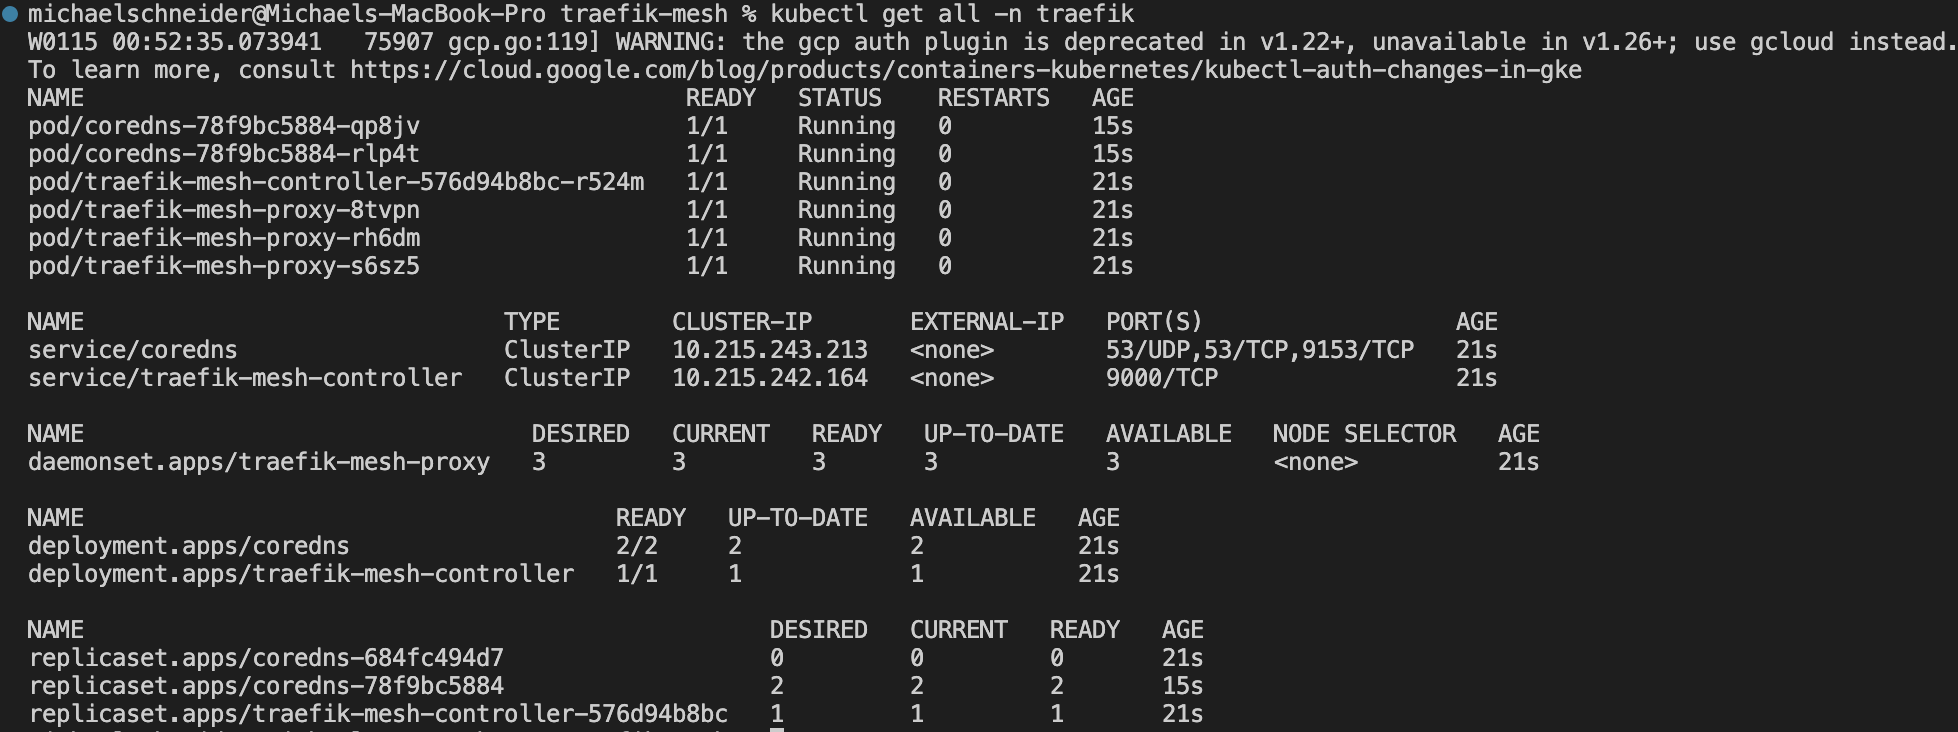 michaelschneider@Michaels-MacBook-Pro traefik-mesh % kubectl get all -n traefik
W0115 00:52:35.073941   75907 gcp.go:119] WARNING: the gcp auth plugin is deprecated in v1.22+, unavailable in v1.26+; use gcloud instead.
To learn more, consult https://cloud.google.com/blog/products/containers-kubernetes/kubectl-auth-changes-in-gke
NAME                                           READY   STATUS    RESTARTS   AGE
pod/coredns-78f9bc5884-qp8jv                   1/1     Running   0          15s
pod/coredns-78f9bc5884-rlp4t                   1/1     Running   0          15s
pod/traefik-mesh-controller-576d94b8bc-r524m   1/1     Running   0          21s
pod/traefik-mesh-proxy-8tvpn                   1/1     Running   0          21s
pod/traefik-mesh-proxy-rh6dm                   1/1     Running   0          21s
pod/traefik-mesh-proxy-s6sz5                   1/1     Running   0          21s
NAME                              TYPE        CLUSTER-IP       EXTERNAL-IP   PORT(S)                  AGE
service/coredns                   ClusterIP   10.215.243.213   <none>        53/UDP,53/TCP,9153/TCP   21s
service/traefik-mesh-controller   ClusterIP   10.215.242.164   <none>        9000/TCP                 21s
NAME                                DESIRED   CURRENT   READY   UP-TO-DATE   AVAILABLE   NODE SELECTOR   AGE
daemonset.apps/traefik-mesh-proxy   3         3         3       3            3           <none>          21s
NAME                                      READY   UP-TO-DATE   AVAILABLE   AGE
deployment.apps/coredns                   2/2     2            2           21s
deployment.apps/traefik-mesh-controller   1/1     1            1           21s
NAME                                                 DESIRED   CURRENT   READY   AGE
replicaset.apps/coredns-684fc494d7                   0         0         0       21s
replicaset.apps/coredns-78f9bc5884                   2         2         2       15s
replicaset.apps/traefik-mesh-controller-576d94b8bc   1         1         1       21s